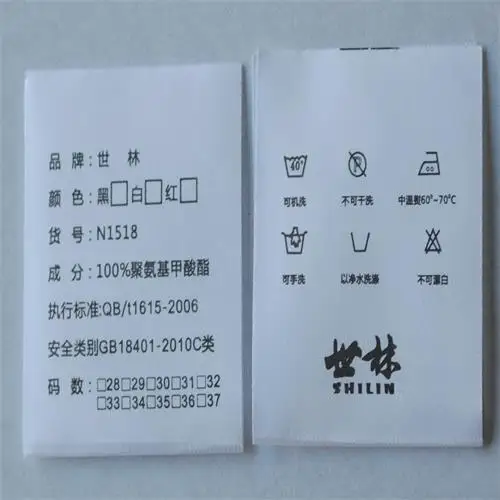 品牌:世林
颜色:黑□白□红□
货号:N1518
成分:100%聚氨基甲酸酯
执行标准:QB/t1615-2006
安全类别GB18401-2010C类
码数:□28□29□30□31□32
□33□34□35□36□37
40°
P
可机洗
不可干洗
中温熨60°~70°C
可手洗
以净水洗涤
不可漂白
世林
SHILIN